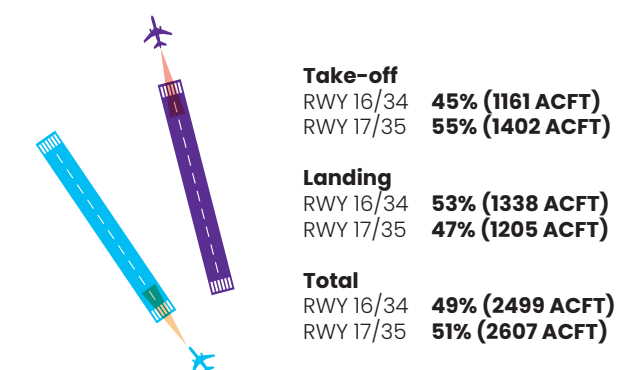 Take-off
RWY 16/34 45% (1161 ACFT)
RWY 17/35 55% (1402 ACFT)
Landing
RWY 16/34 53% (1338 ACFT)
RWY 17/35 47% (1205 ACFT)
Total
RWY 16/34 49% (2499 ACFT)
RWY 17/35 51% (2607 ACFT)